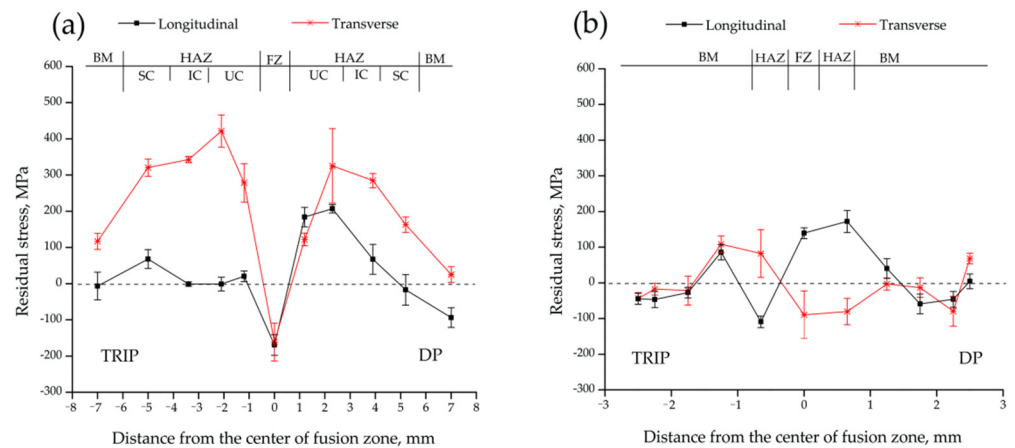 (a)
Longitudinal Transverse
BM HAZ FZ HAZ BM
SC IC UC UC IC SC
600
500
400
300
200
100
0
−100
−200
−300
Residual stress, MPa
TRIP DP
−8 −7 −6 −5 −4 −3 −2 −1 0 1 2 3 4 5 6 7 8
Distance from the center of fusion zone, mm
(b)
Longitudinal Transverse
BM HAZ FZ HAZ BM
600
500
400
300
200
100
0
−100
−200
−300
Residual stress, MPa
TRIP DP
−3 −2 −1 0 1 2 3
Distance from the center of fusion zone, mm